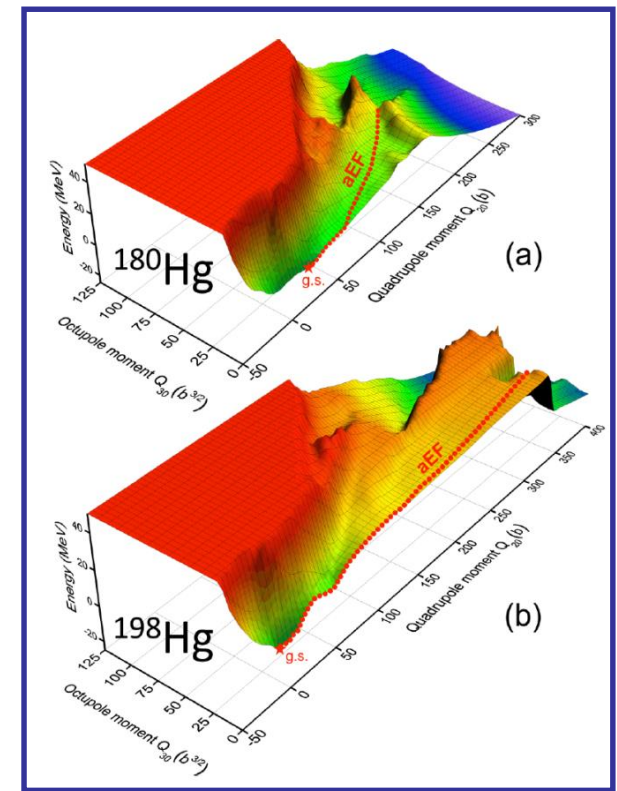 40
20
0
-20
Energy (MeV)
180Hg
125
100
75
50
25
0
Octupole moment Q30 (b3/2)
-50
0
50
100
150
200
250
300
Quadrupole moment Q20(b)
aEF
g.s.
(a)
40
20
0
-20
Energy (MeV)
198Hg
125
100
75
50
25
0
Octupole moment Q30 (b3/2)
-50
0
50
100
150
200
250
300
350
400
Quadrupole moment Q20(b)
aEF
g.s.
(b)